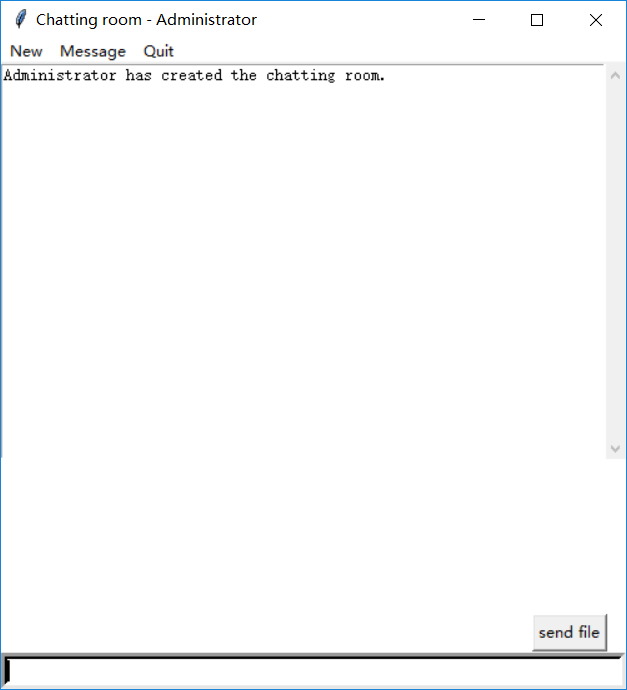 Chatting room - Administrator
New Message Quit
Administrator has created the chatting room.
send file